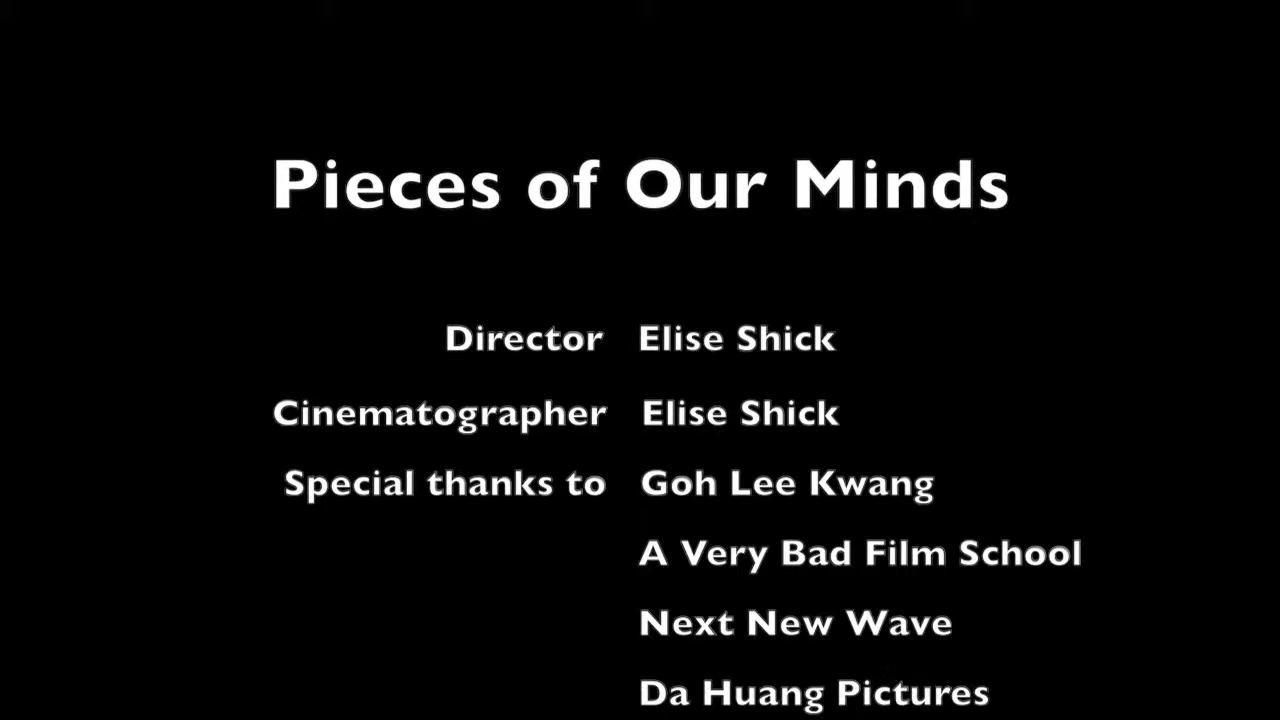 Pieces of Our Minds
Director Elise Shick
Cinematographer Elise Shick
Special thanks to Goh Lee Kwang
A Very Bad Film School
Next New Wave
Da Huang Pictures